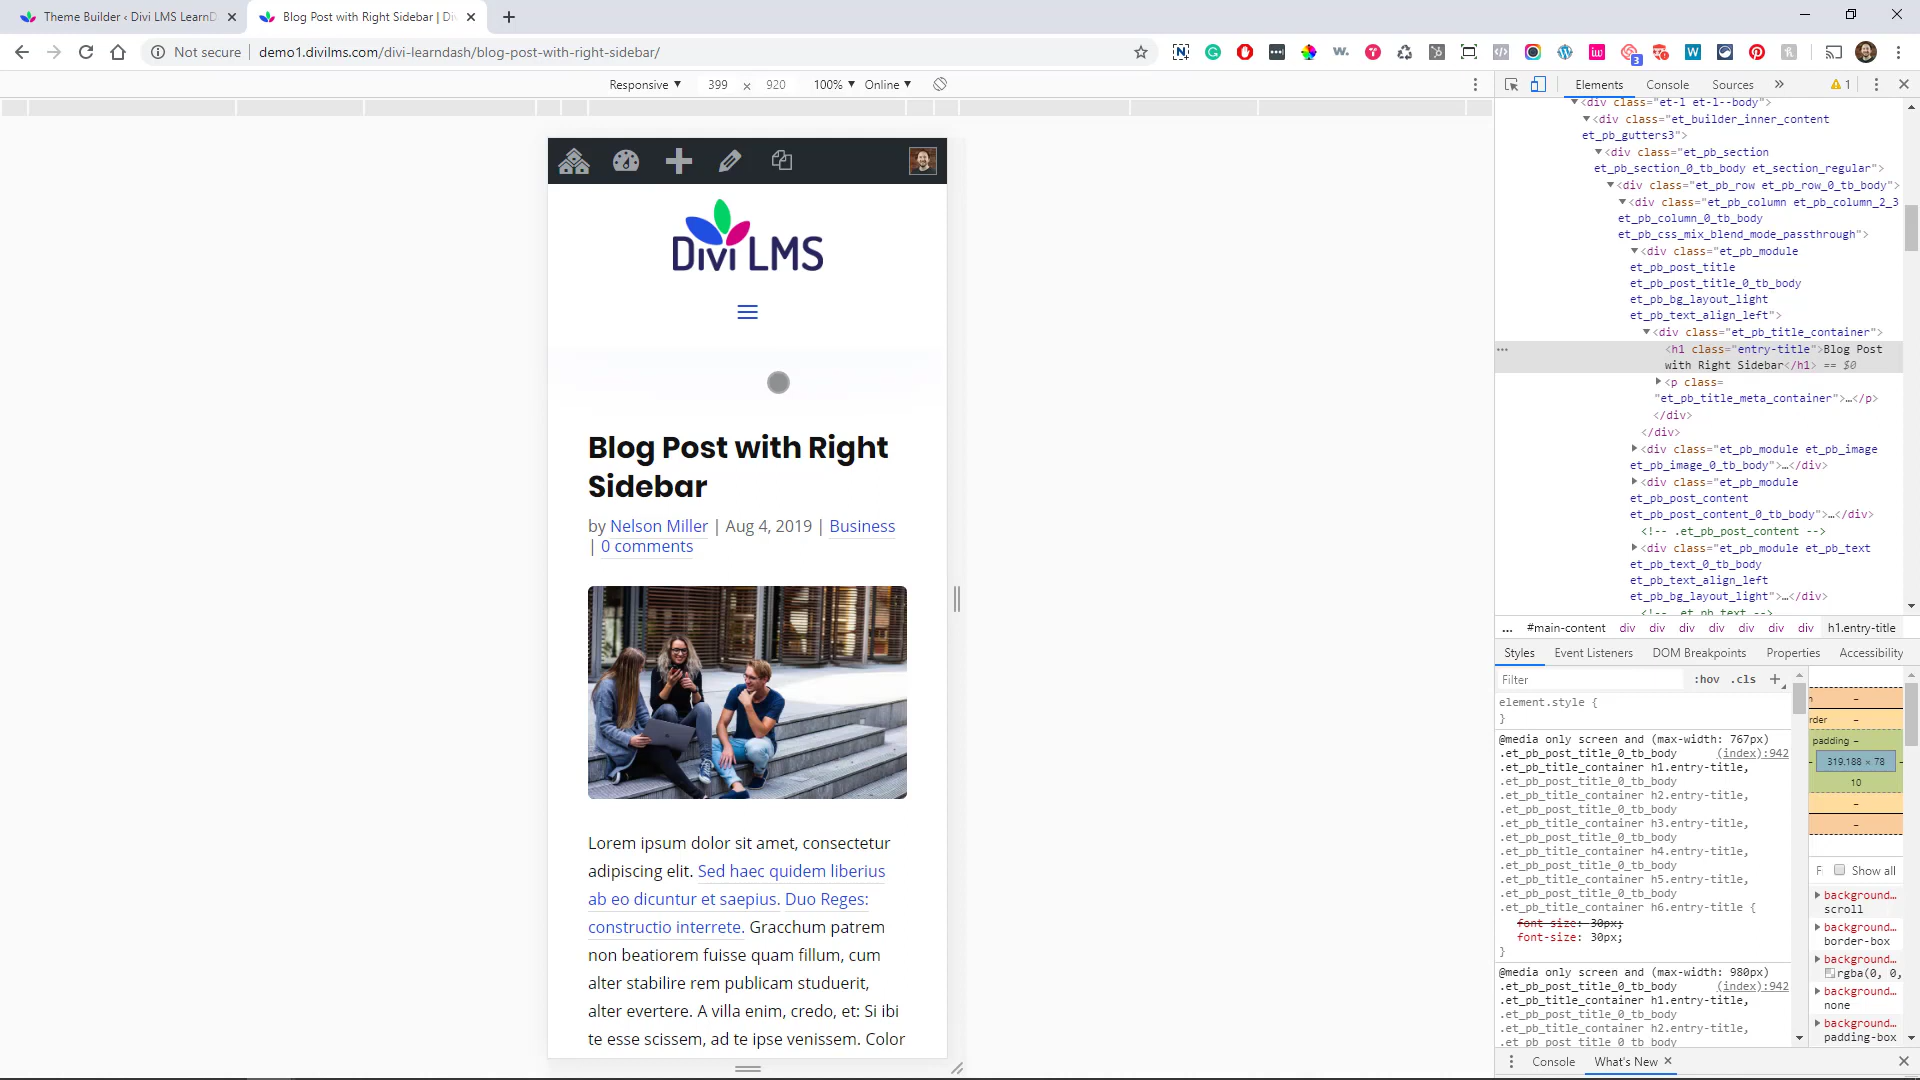 Theme Builder ‹ Divi LMS LearnD
Blog Post with Right Sidebar | Di
Not secure
demo1.divilms.com/divi-learndash/blog-post-with-right-sidebar/
3
Responsive
399 x 920
100%
Online
Elements
Console
Sources
1
Divi LMS
Blog Post with Right
Sidebar
by Nelson Miller | Aug 4, 2019 | Business
| 0 comments
Lorem ipsum dolor sit amet, consectetur
adipiscing elit. Sed haec quidem liberius
ab eo dicuntur et saepius. Duo Reges:
constructio interrete. Gracchum patrem
non beatiorem fuisse quam fillum, cum
alter stabilire rem publicam studuerit,
alter evertere. A villa enim, credo, et: Si ibi
te esse scissem, ad te ipse venissem. Color
<div class="et-l et-l--body">
<div class="et_builder_inner_content
et_pb_gutters3">
<div class="et_pb_section
et_pb_section_0_tb_body et_section_regular">
<div class="et_pb_row et_pb_row_0_tb_body">
<div class="et_pb_column et_pb_column_2_3
et_pb_column_0_tb_body
et_pb_css_mix_blend_mode_passthrough">
<div class="et_pb_module
et_pb_post_title
et_pb_post_title_0_tb_body
et_pb_bg_layout_light
et_pb_text_align_left">
<div class="et_pb_title_container">
<h1 class="entry-title">Blog Post
with Right Sidebar</h1> == $0
<p class=
"et_pb_title_meta_container">…</p>
</div>
</div>
<div class="et_pb_module et_pb_image
et_pb_image_0_tb_body">…</div>
<div class="et_pb_module
et_pb_post_content
et_pb_post_content_0_tb_body">…</div>
<!-- .et_pb_post_content -->
<div class="et_pb_module et_pb_text
et_pb_text_0_tb_body
et_pb_text_align_left
et_pb_bg_layout_light">…</div>
<!-- .et_pb_text -->
... #main-content div div div div div div div h1.entry-title
Styles Event Listeners DOM Breakpoints Properties Accessibility
Filter
:hov .cls +
element.style {
}
@media only screen and (max-width: 767px)
.et_pb_post_title_0_tb_body (index):942
.et_pb_title_container h1.entry-title,
.et_pb_post_title_0_tb_body
.et_pb_title_container h2.entry-title,
.et_pb_post_title_0_tb_body
.et_pb_title_container h3.entry-title,
.et_pb_post_title_0_tb_body
.et_pb_title_container h4.entry-title,
.et_pb_post_title_0_tb_body
.et_pb_title_container h5.entry-title,
.et_pb_post_title_0_tb_body
.et_pb_title_container h6.entry-title {
font-size: 30px;
font-size: 30px;
}
@media only screen and (max-width: 980px)
.et_pb_post_title_0_tb_body (index):942
.et_pb_title_container h1.entry-title,
.et_pb_post_title_0_tb_body
.et_pb_title_container h2.entry-title,
.et_pb_post_title_0_tb_body
n –
rder –
padding –
319.188 × 78
10
–
–
F
Show all
background…
scroll
background…
border-box
background…
rgba(0, 0,
background…
none
background…
padding-box
Console
What's New